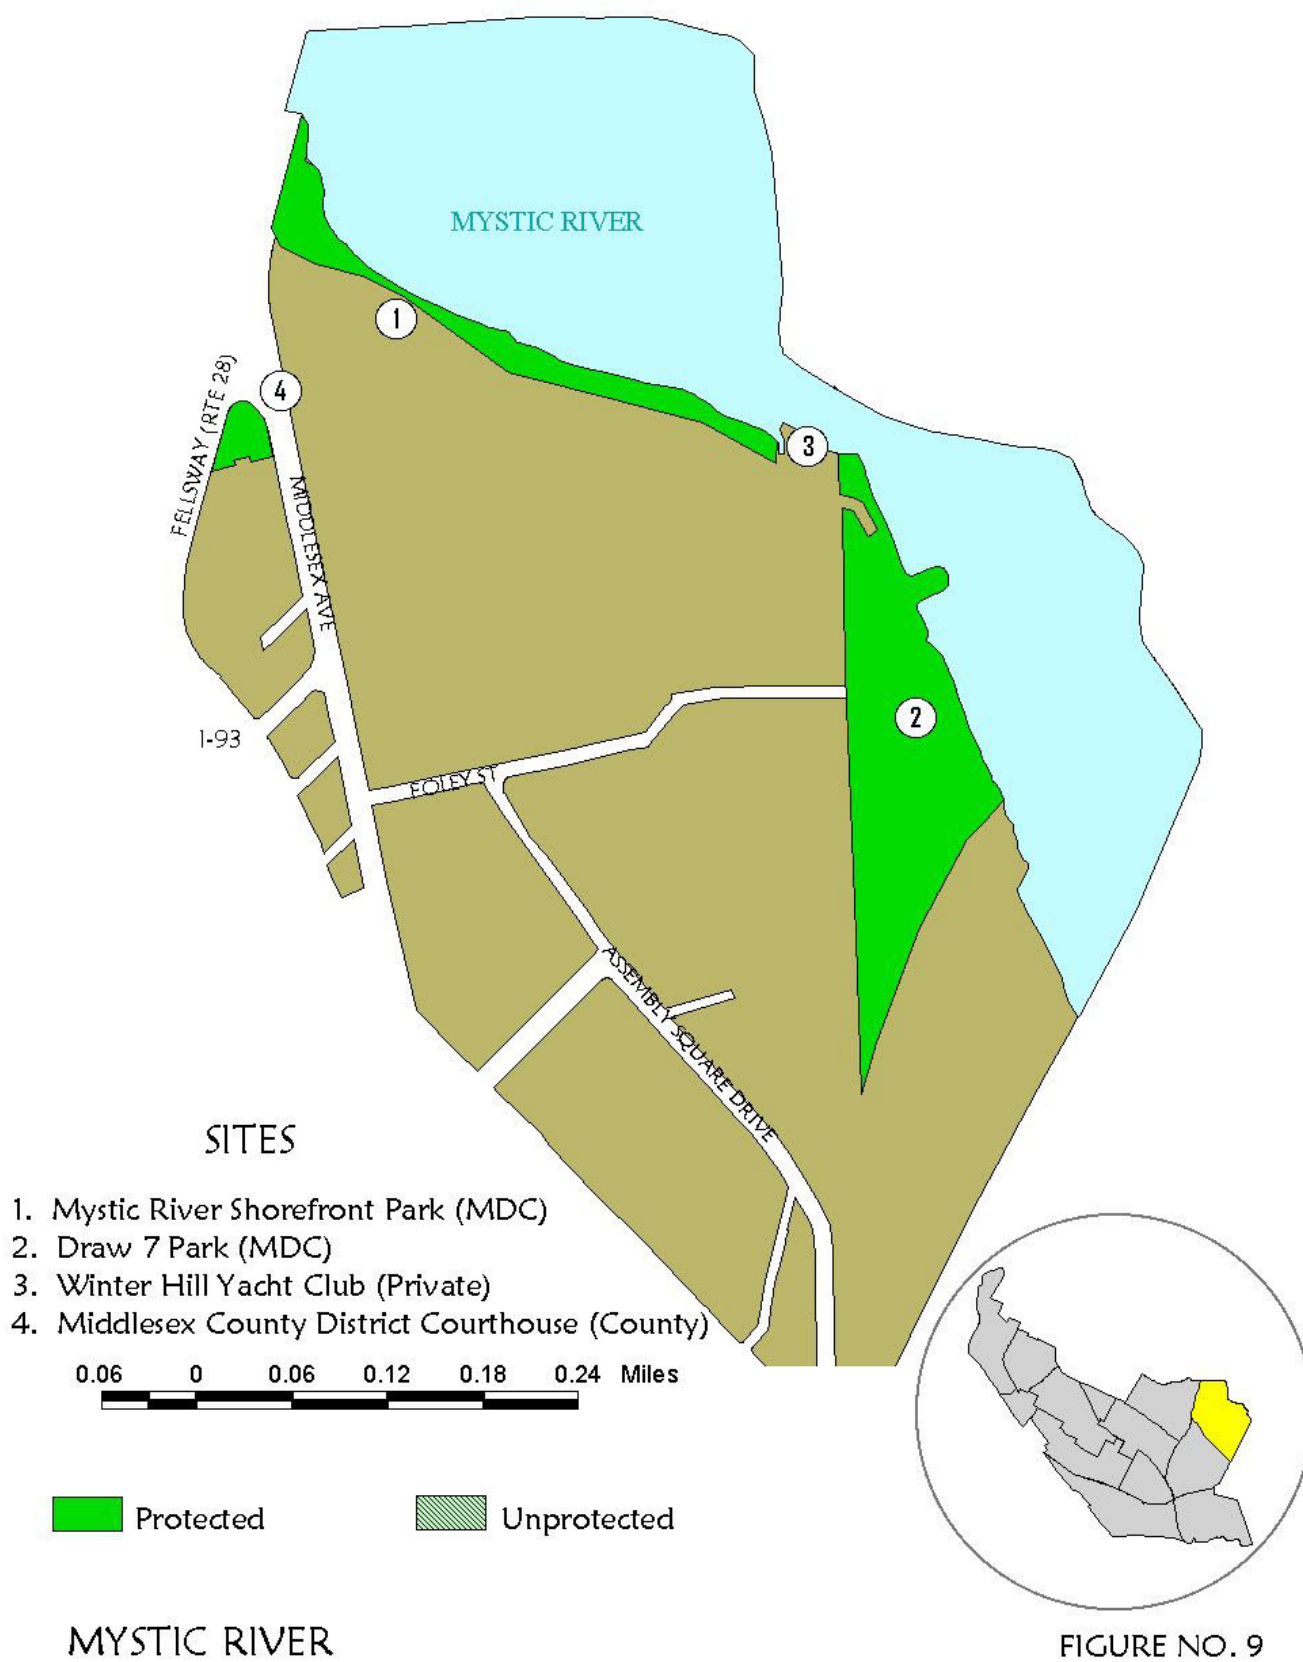 MYSTIC RIVER
1
4
3
FELLSWAY (RTE 28)
MIDDLESEX AVE
2
I-93
FOLEY ST
ASSEMBLY SQUARE DRIVE
SITES
1. Mystic River Shorefront Park (MDC)
2. Draw 7 Park (MDC)
3. Winter Hill Yacht Club (Private)
4. Middlesex County District Courthouse (County)
0.06 0 0.06 0.12 0.18 0.24 Miles
Protected
Unprotected
MYSTIC RIVER
FIGURE NO. 9